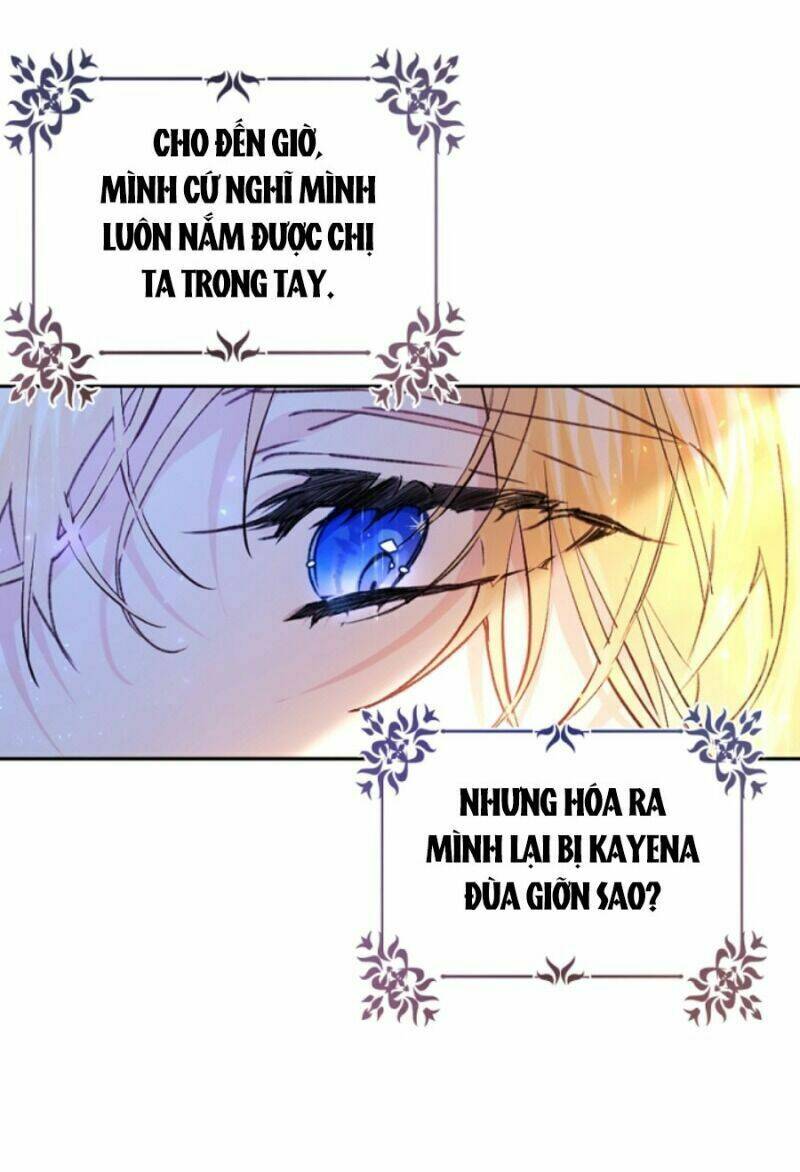 CHO ĐẾN GIỜ,
MÌNH CỨ NGHĨ MÌNH
LUÔN NẮM ĐƯỢC CHỊ
TA TRONG TAY.
NHƯNG HÓA RA
MÌNH LẠI BỊ KAYENA
ĐÙA GIỠN SAO?